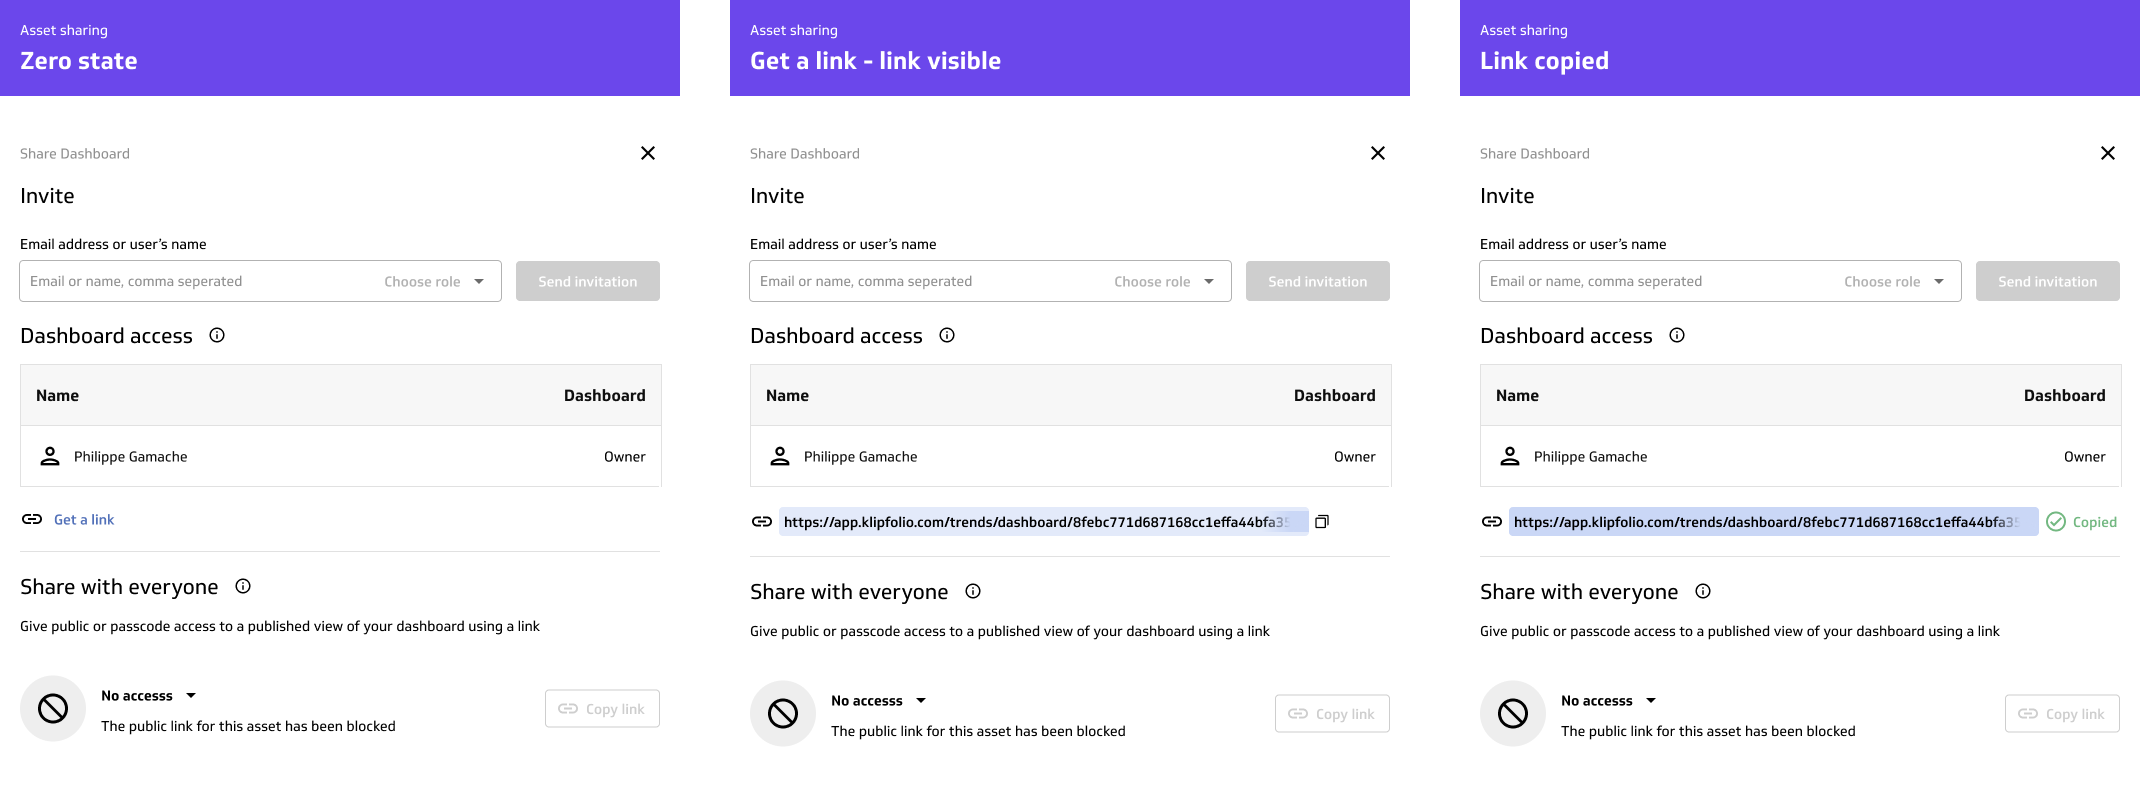 Asset sharing
Zero state
Share Dashboard
Invite
Email address or user's name
Email or name, comma seperated Choose role Send invitation
Dashboard access
Name Dashboard
Philippe Gamache Owner
Get a link
Share with everyone
Give public or passcode access to a published view of your dashboard using a link
No accesss
The public link for this asset has been blocked
Copy link
Asset sharing
Get a link - link visible
Share Dashboard
Invite
Email address or user's name
Email or name, comma seperated Choose role Send invitation
Dashboard access
Name Dashboard
Philippe Gamache Owner
https://app.klipfolio.com/trends/dashboard/8febc771d687168cc1effa44bfa35
Share with everyone
Give public or passcode access to a published view of your dashboard using a link
No accesss
The public link for this asset has been blocked
Copy link
Asset sharing
Link copied
Share Dashboard
Invite
Email address or user's name
Email or name, comma seperated Choose role Send invitation
Dashboard access
Name Dashboard
Philippe Gamache Owner
https://app.klipfolio.com/trends/dashboard/8febc771d687168cc1effa44bfa35 Copied
Share with everyone
Give public or passcode access to a published view of your dashboard using a link
No accesss
The public link for this asset has been blocked
Copy link